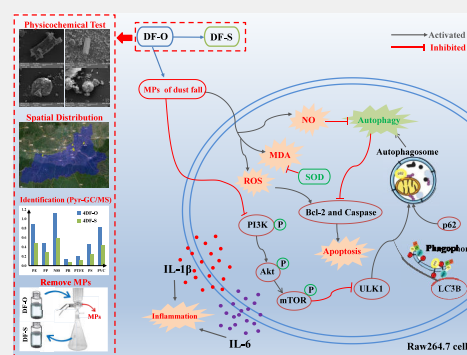 Physicochemical Test
DF-O
DF-S
Activated
Inhibited
MPs of dust fall
Spatial Distribution
NO
Autophagy
MDA
SOD
ROS
Autophagosome
Identification (Pyr-GC/MS)
4DF-O
4DF-S
PE
PP
PS
PVC
PI3K
P
Bcl-2 and Caspase
p62
Apoptosis
Akt
P
Remove MPs
DF-O
DF-S
MPs
IL-1β
mTOR
P
ULK1
LC3B
Inflammation
IL-6
Raw264.7 cell